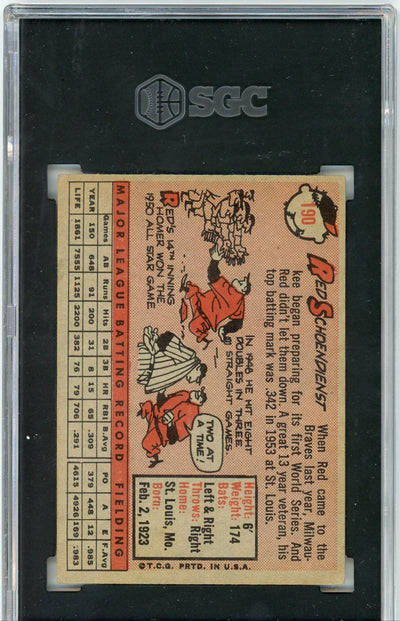 SGC
190
RED SCHOENDIENST
When Red came to the
Braves last year, Milwau-
kee began preparing for its first World Series. And
Red didn't let them down. A great 13 year veteran, his
top batting mark was .342 in 1953 at St. Louis.
RED'S 14TH INNING
HOMER WON THE
1950 ALL STAR GAME
IN 1948 HE HIT EIGHT
DOUBLES IN THREE
STRAIGHT GAMES.
TWO AT
A TIME!
Height: 6'
Weight: 174
Bats:
Left & Right
Throws: Right
Home:
St. Louis, Mo.
Born:
Feb. 2, 1923
MAJOR LEAGUE BATTING RECORD FIELDING
Games AB Runs Hits 2B 3B HR RBI B.Avg PO A E F.Avg
YEAR 150 648 91 200 31 8 15 65 .309 379 448 12 .985
LIFE 1861 7555 1125 2200 382 76 79 706 .291 4615 4926 169 .983
© T.C.G. PRTD. IN U.S.A.